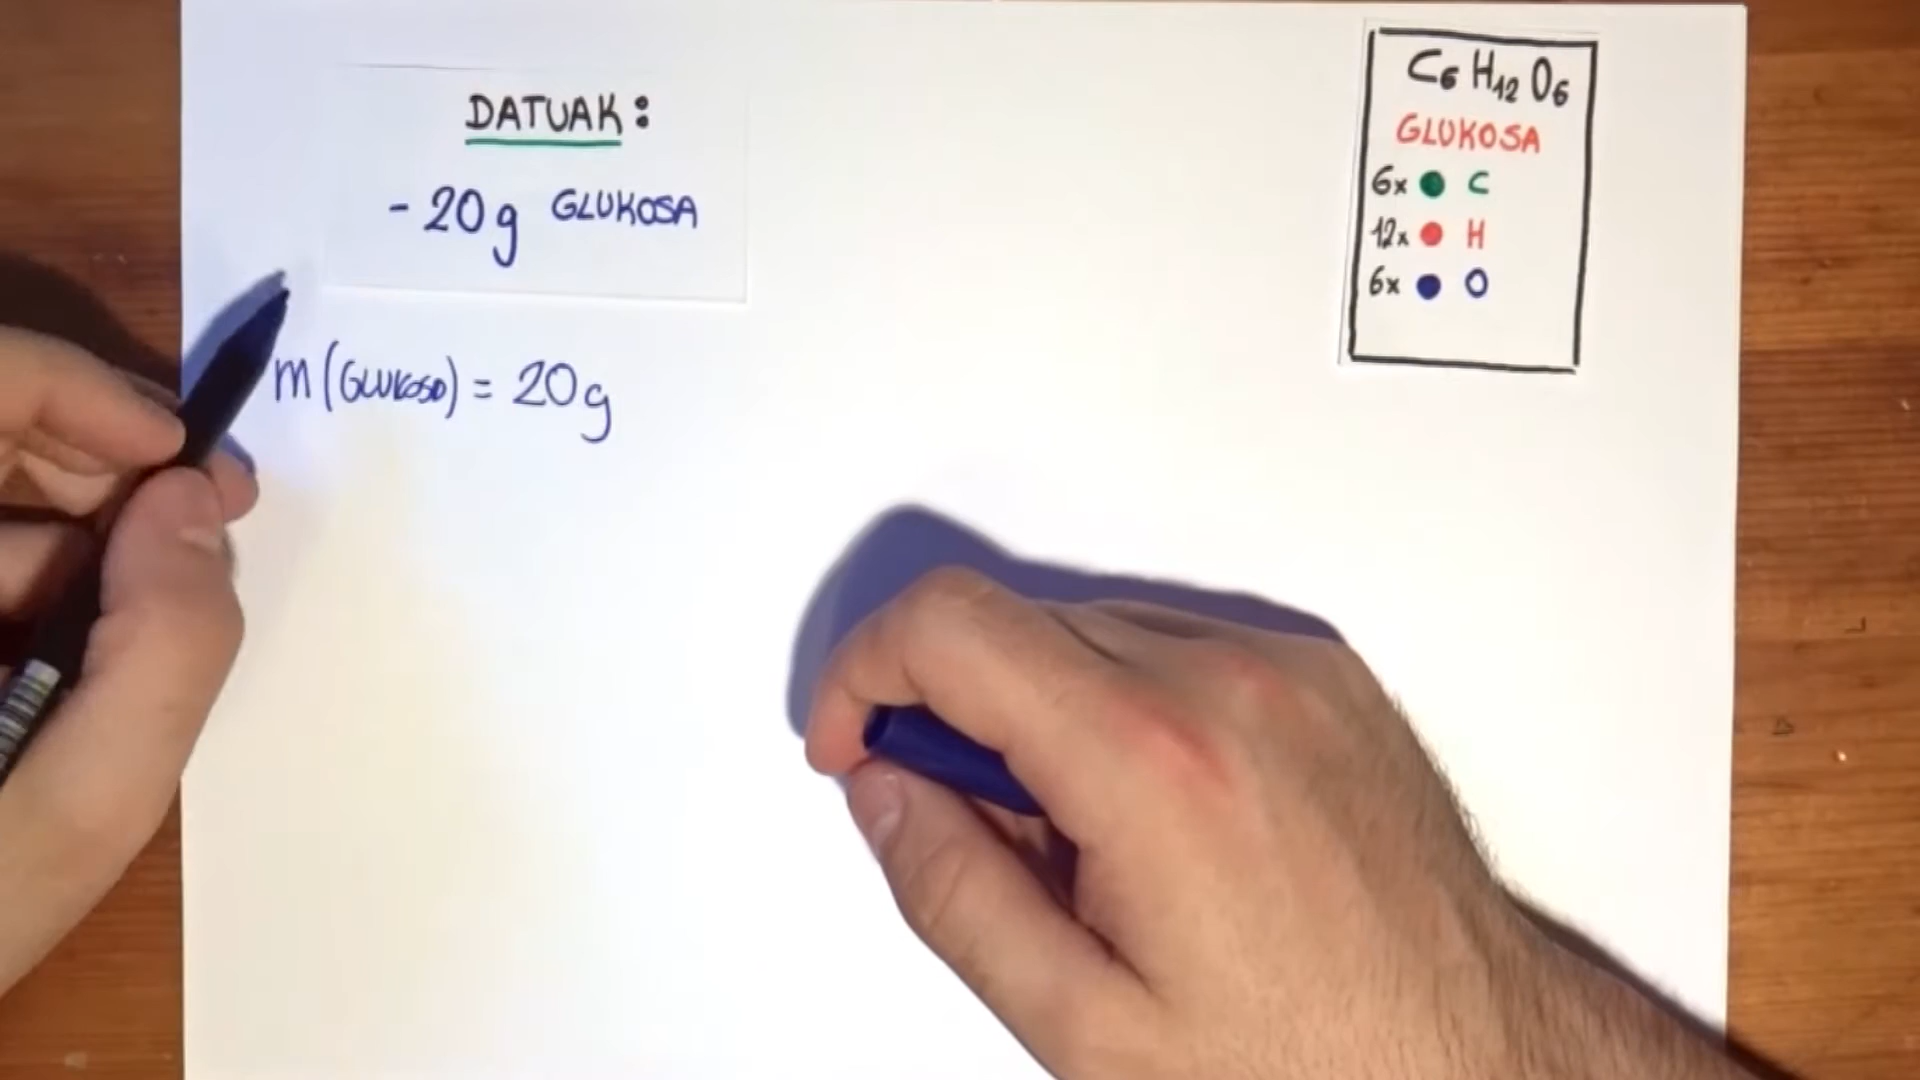 DATUAK:
- 20g GLUKOSA
m (GLUKOSA) = 20g
C6 H12 O6
GLUKOSA
6x C
12x H
6x O